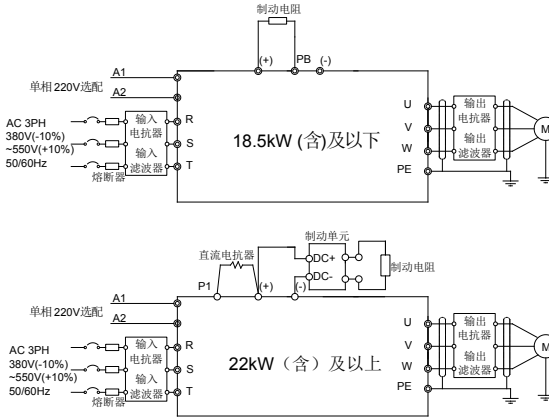 制动电阻
(+)
PB
(-)
A1
单相220V选配
A2
AC 3PH
380V(-10%)
~550V(+10%)
50/60Hz
熔断器
输入
电抗器
输入
滤波器
R
S
T
18.5kW (含)及以下
U
V
W
PE
输出
电抗器
输出
滤波器
M
制动单元
直流电抗器
DC+
DC-
制动电阻
P1
(+)
(-)
A1
单相220V选配
A2
AC 3PH
380V(-10%)
~550V(+10%)
50/60Hz
熔断器
输入
电抗器
输入
滤波器
R
S
T
22kW（含）及以上
U
V
W
PE
输出
电抗器
输出
滤波器
M